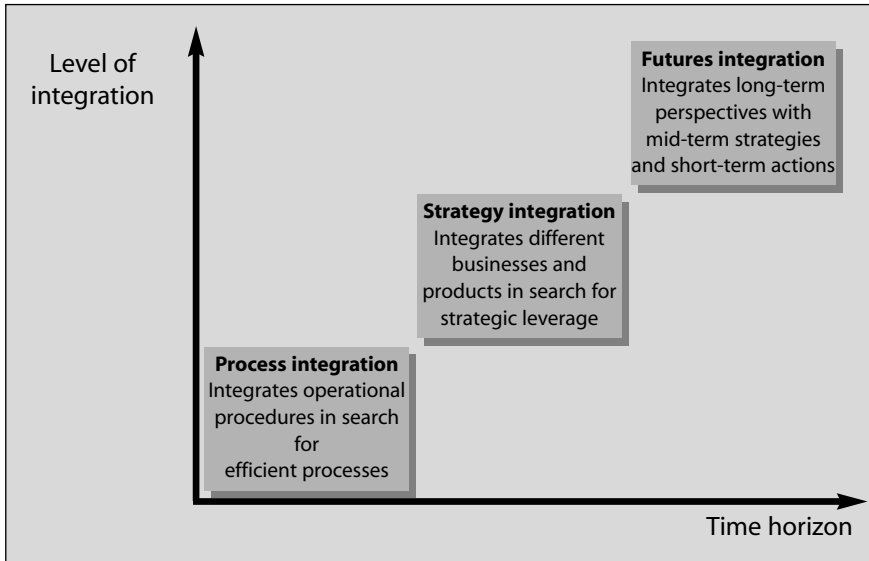 Level of
integration
Futures integration
Integrates long-term
perspectives with
mid-term strategies
and short-term actions
Strategy integration
Integrates different
businesses and
products in search for
strategic leverage
Process integration
Integrates operational
procedures in search
for
efficient processes
Time horizon